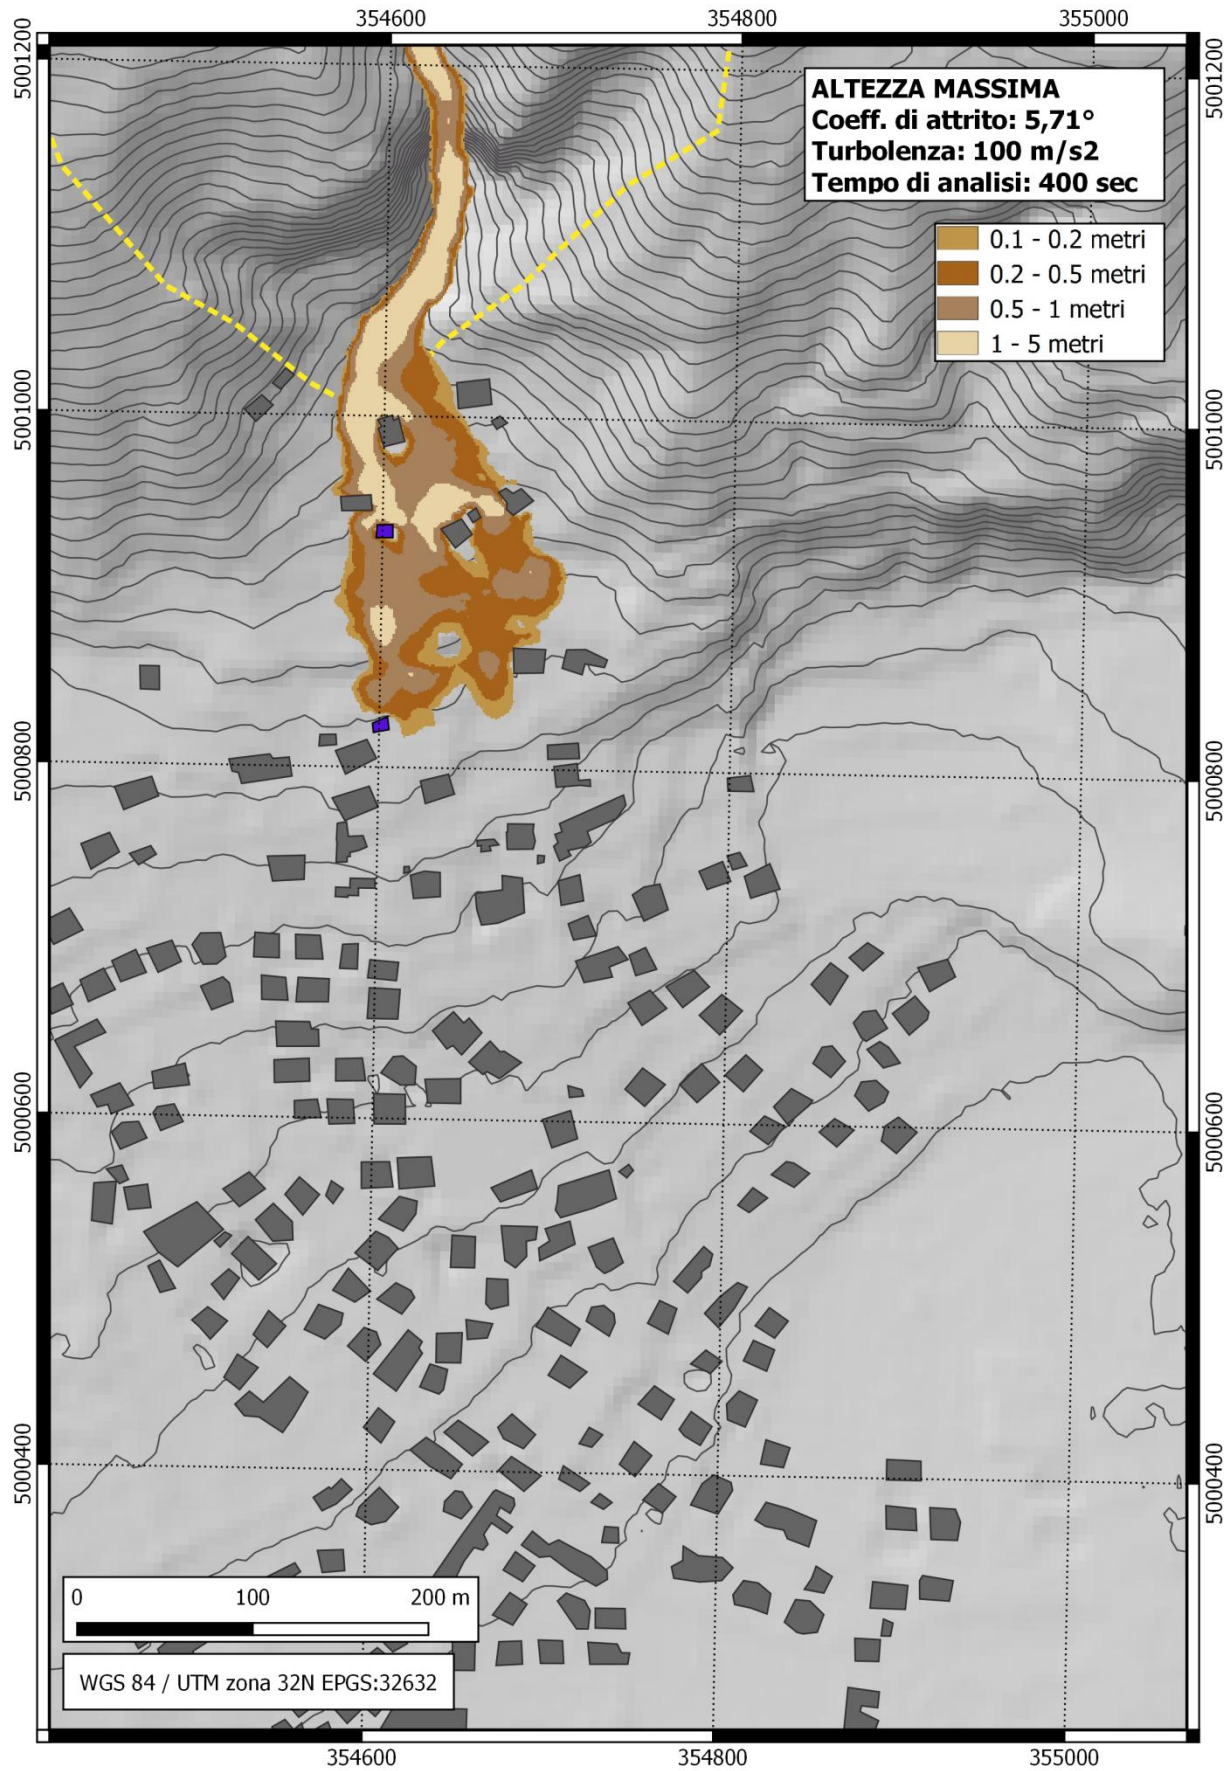 354600
354800
355000
5001200
5001200
ALTEZZA MASSIMA
Coeff. di attrito: 5,71°
Turbolenza: 100 m/s2
Tempo di analisi: 400 sec
0.1 - 0.2 metri
0.2 - 0.5 metri
0.5 - 1 metri
1 - 5 metri
5001000
5001000
5000800
5000800
5000600
5000600
5000400
5000400
0
100
200 m
WGS 84 / UTM zona 32N EPGS:32632
354600
354800
355000